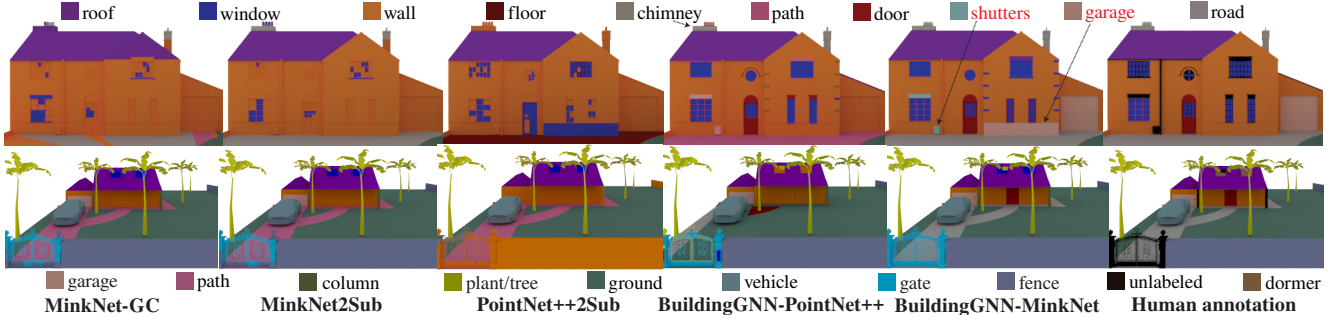 roof window wall floor chimney path door shutters garage road
garage path column plant/tree ground vehicle gate fence unlabeled dormer
MinkNet-GC MinkNet2Sub PointNet++2Sub BuildingGNN-PointNet++ BuildingGNN-MinkNet Human annotation